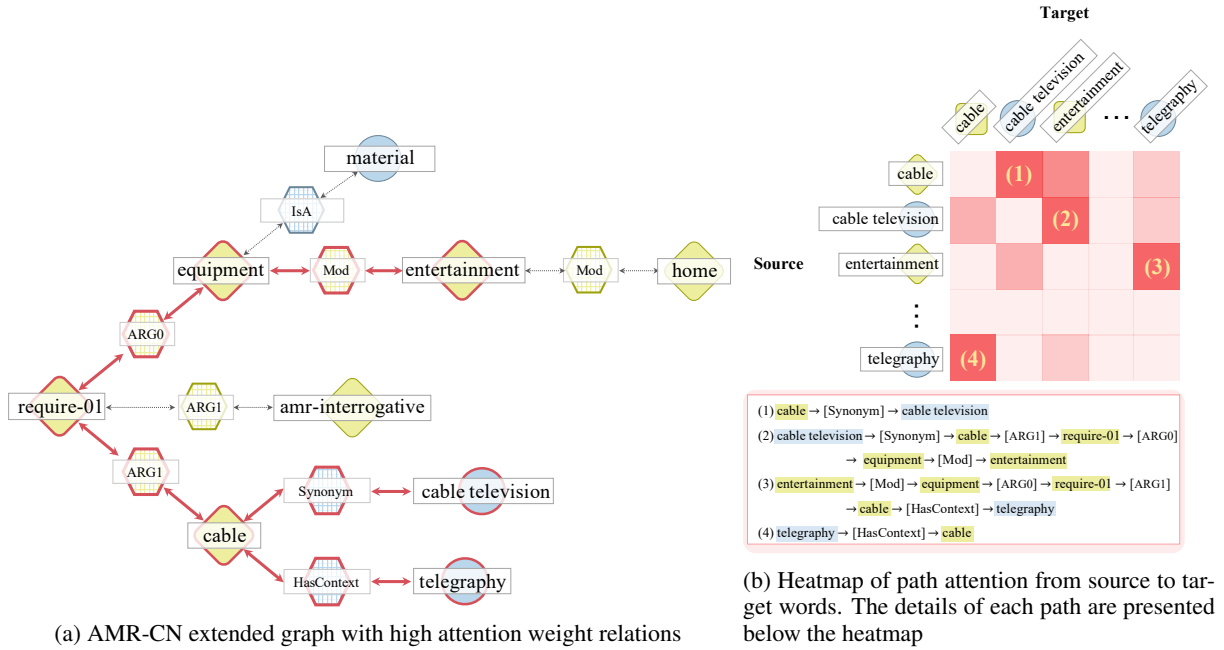 material
IsA
equipment
Mod
entertainment
Mod
home
ARG0
require-01
ARG1
amr-interrogative
ARG1
Synonym
cable television
cable
HasContext
telegraphy
(a) AMR-CN extended graph with high attention weight relations
Target
cable
cable television
entertainment
...
telegraphy
Source
cable
(1)
cable television
(2)
entertainment
(3)
⋮
telegraphy
(4)
(1) cable → [Synonym] → cable television
(2) cable television → [Synonym] → cable → [ARG1] → require-01 → [ARG0]
→ equipment → [Mod] → entertainment
(3) entertainment → [Mod] → equipment → [ARG0] → require-01 → [ARG1]
→ cable → [HasContext] → telegraphy
(4) telegraphy → [HasContext] → cable
(b) Heatmap of path attention from source to tar-
get words. The details of each path are presented
below the heatmap